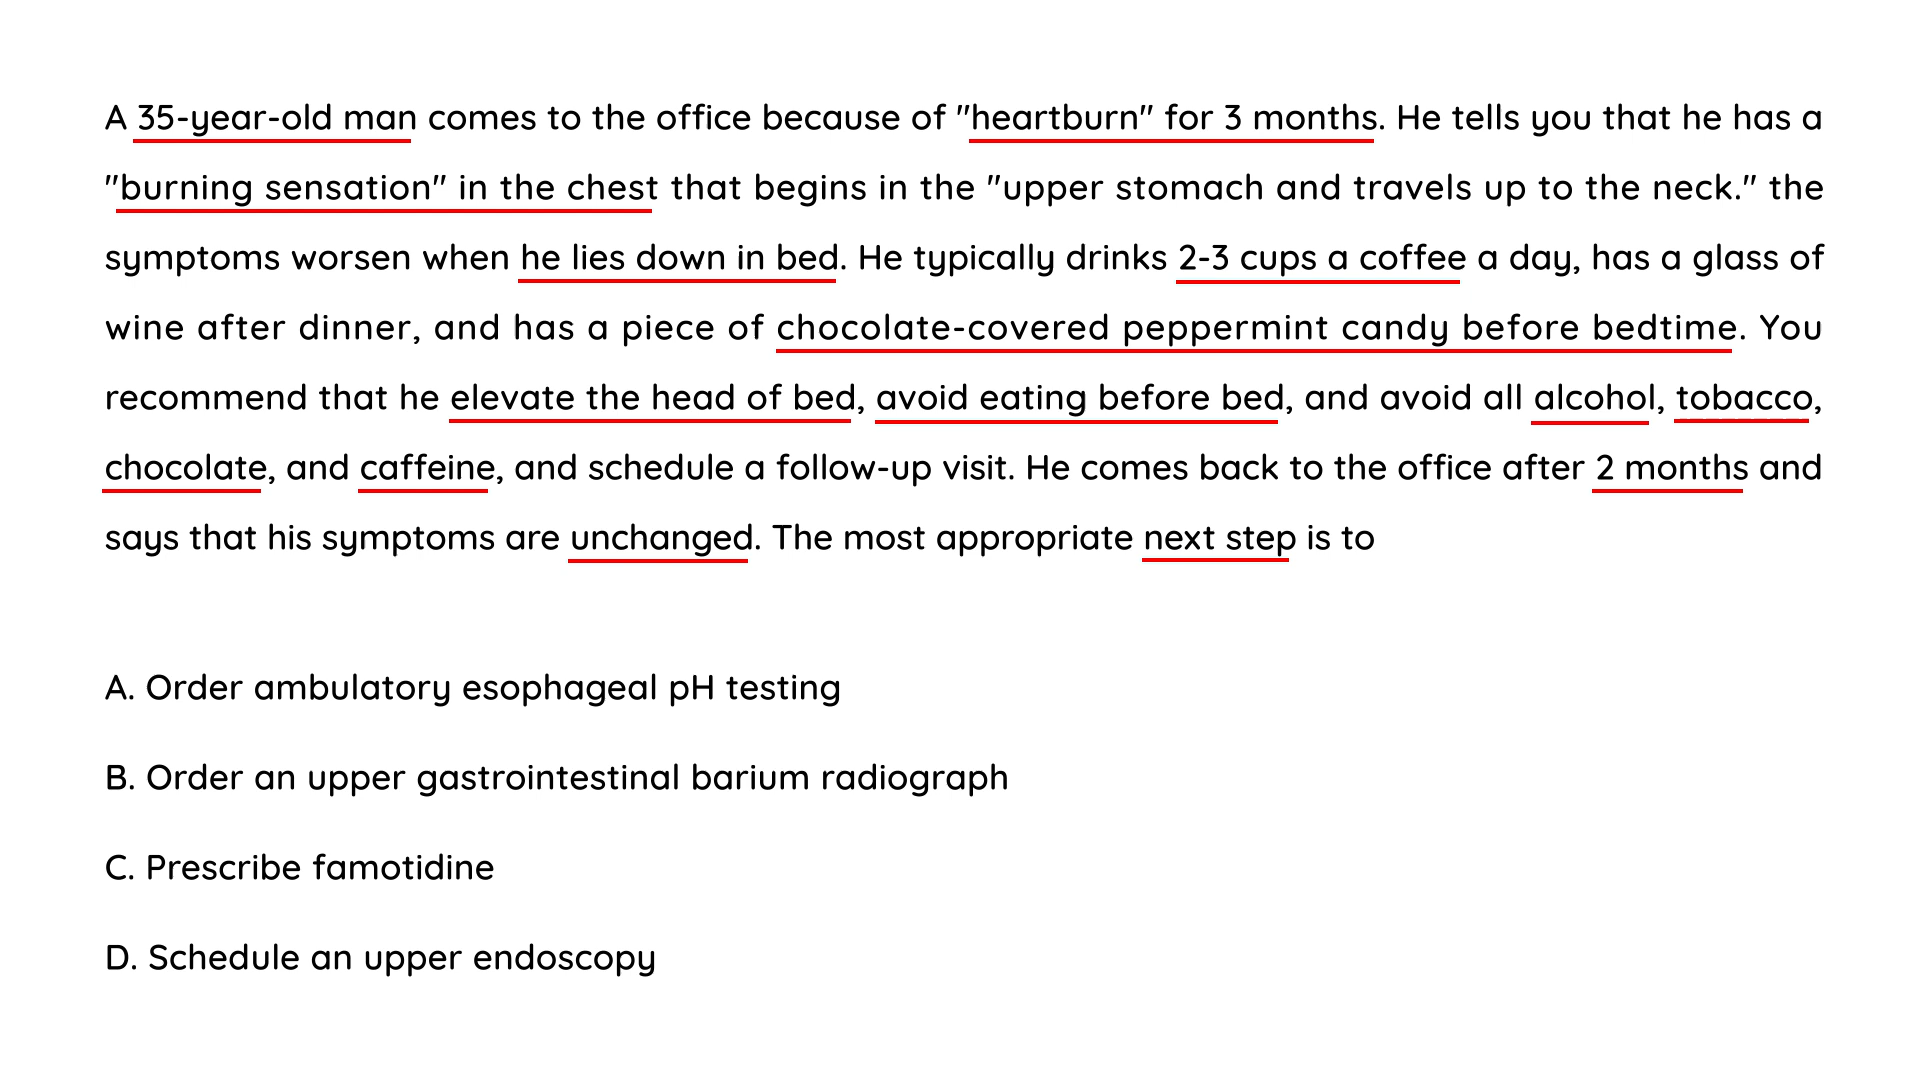 A 35-year-old man comes to the office because of "heartburn" for 3 months. He tells you that he has a
"burning sensation" in the chest that begins in the "upper stomach and travels up to the neck." the
symptoms worsen when he lies down in bed. He typically drinks 2-3 cups a coffee a day, has a glass of
wine after dinner, and has a piece of chocolate-covered peppermint candy before bedtime. You
recommend that he elevate the head of bed, avoid eating before bed, and avoid all alcohol, tobacco,
chocolate, and caffeine, and schedule a follow-up visit. He comes back to the office after 2 months and
says that his symptoms are unchanged. The most appropriate next step is to
A. Order ambulatory esophageal pH testing
B. Order an upper gastrointestinal barium radiograph
C. Prescribe famotidine
D. Schedule an upper endoscopy